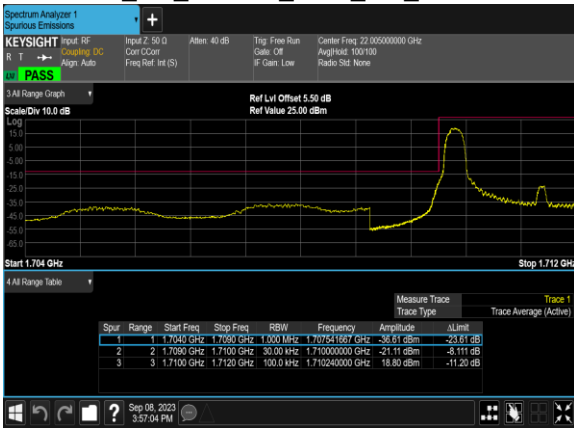 Spectrum Analyzer 1
Spurious Emissions
+
KEYSIGHT Input: RF Input Z: 50 Ω Atten: 40 dB Trig: Free Run Center Freq: 22.005000000 GHz
R T Coupling: DC Corr CCorr Gate: Off Avg|Hold: 100/100
Align: Auto Freq Ref: Int (S) IF Gain: Low Radio Std: None
PASS
3 All Range Graph
Ref Lvl Offset 5.50 dB
Scale/Div 10.0 dB Ref Value 25.00 dBm
Log
15.0
5.00
-5.00
-15.0
-25.0
-35.0
-45.0
-55.0
-65.0
Start 1.704 GHz Stop 1.712 GHz
4 All Range Table
Measure Trace Trace 1
Trace Type Trace Average (Active)
Spur Range Start Freq Stop Freq RBW Frequency Amplitude ΔLimit
1 1 1.7040 GHz 1.7090 GHz 1.000 MHz 1.707541667 GHz -36.61 dBm -23.61 dB
2 2 1.7090 GHz 1.7100 GHz 30.00 kHz 1.710000000 GHz -21.11 dBm -8.111 dB
3 3 1.7100 GHz 1.7120 GHz 100.0 kHz 1.710240000 GHz 18.80 dBm -11.20 dB
? Sep 08, 2023
3:57:04 PM